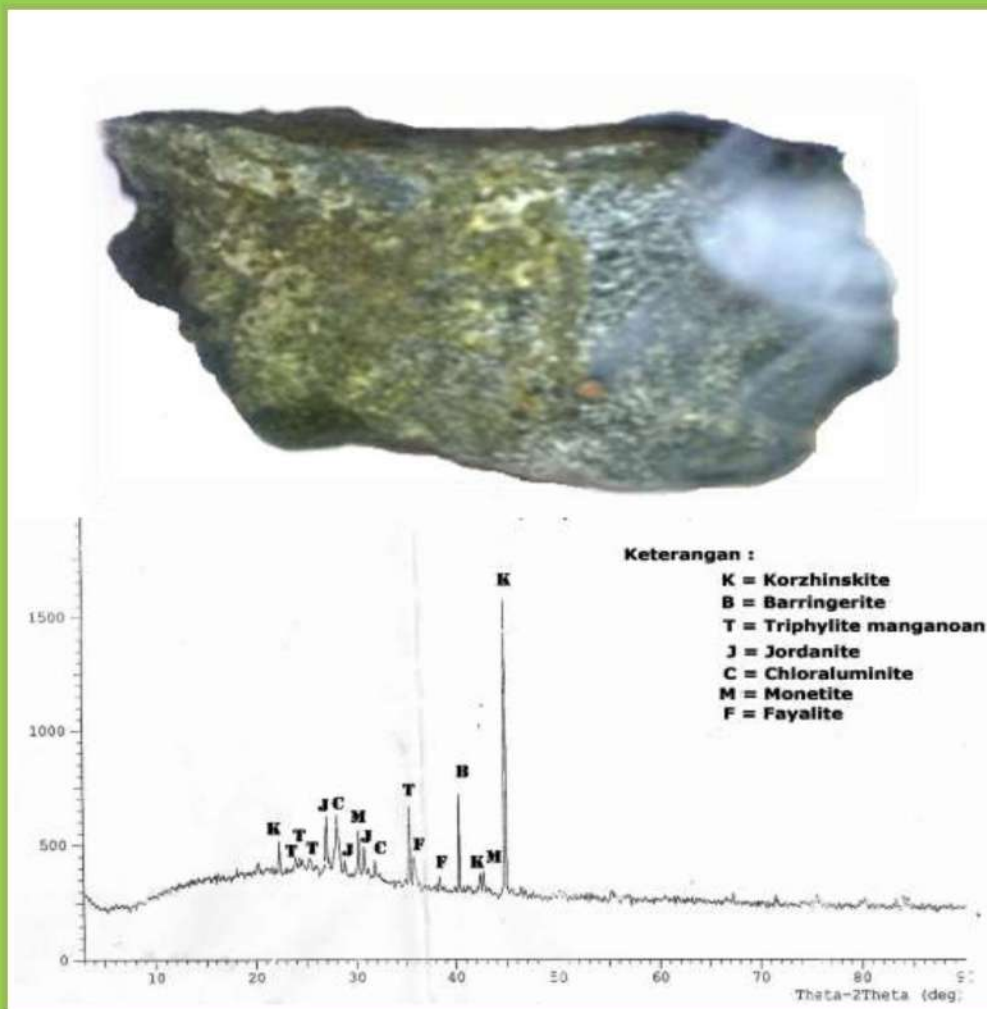 Keterangan :
K = Korzhinskite
B = Barringerite
T = Triphylite manganoan
J = Jordanite
C = Chloraluminite
M = Monetite
F = Fayalite
K
1500
1000
B
T
J C M
K T J F
T T J C F K M
500
0
10 20 30 40 50 60 70 80
Theta-2Theta (deg